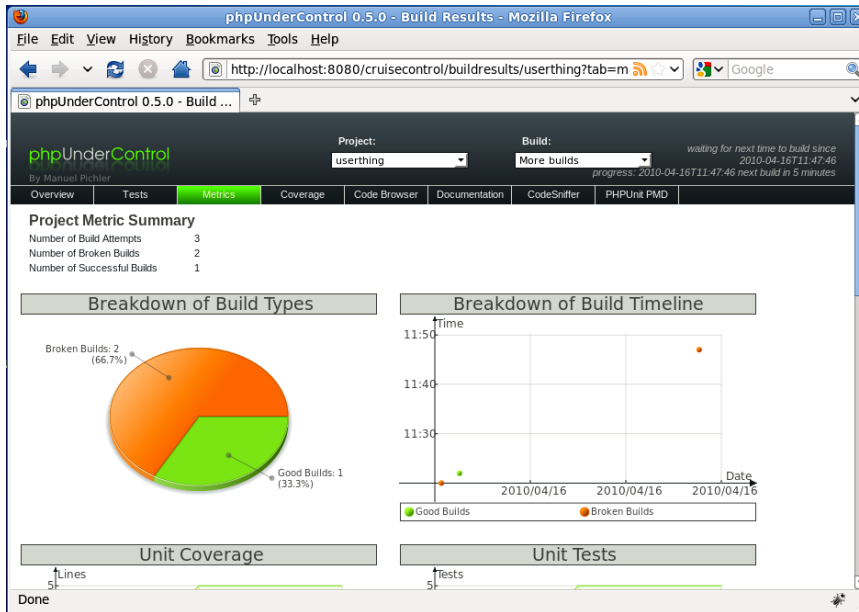 phpUnderControl 0.5.0 - Build Results - Mozilla Firefox
File Edit View History Bookmarks Tools Help
http://localhost:8080/cruisecontrol/buildresults/userthing?tab=m
Google
phpUnderControl 0.5.0 - Build ...
phpUnderControl
By Manuel Pichler
Project:
userthing
Build:
More builds
waiting for next time to build since
2010-04-16T11:47:46
progress: 2010-04-16T11:47:46 next build in 5 minutes
Overview Tests Metrics Coverage Code Browser Documentation CodeSniffer PHPUnit PMD
Project Metric Summary
Number of Build Attempts 3
Number of Broken Builds 2
Number of Successful Builds 1
Breakdown of Build Types
Broken Builds: 2
(66.7%)
Good Builds: 1
(33.3%)
Breakdown of Build Timeline
Time
11:50
11:40
11:30
Date
2010/04/16 2010/04/16 2010/04/16
Good Builds Broken Builds
Unit Coverage
Lines
5
Unit Tests
Tests
5
Done